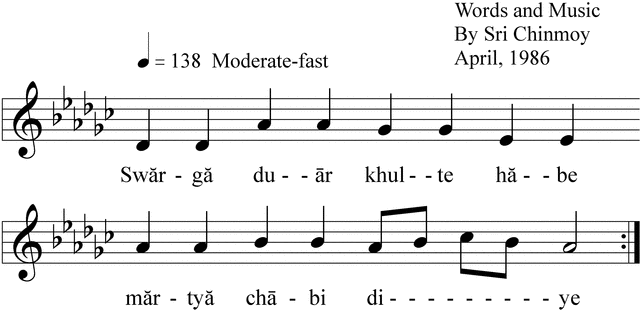 Words and Music
By Sri Chinmoy
April, 1986
= 138 Moderate-fast
Swăr - gă du - - ār khul - - te hă - - be
măr - tyă chā - bi di - - - - - - - - ye